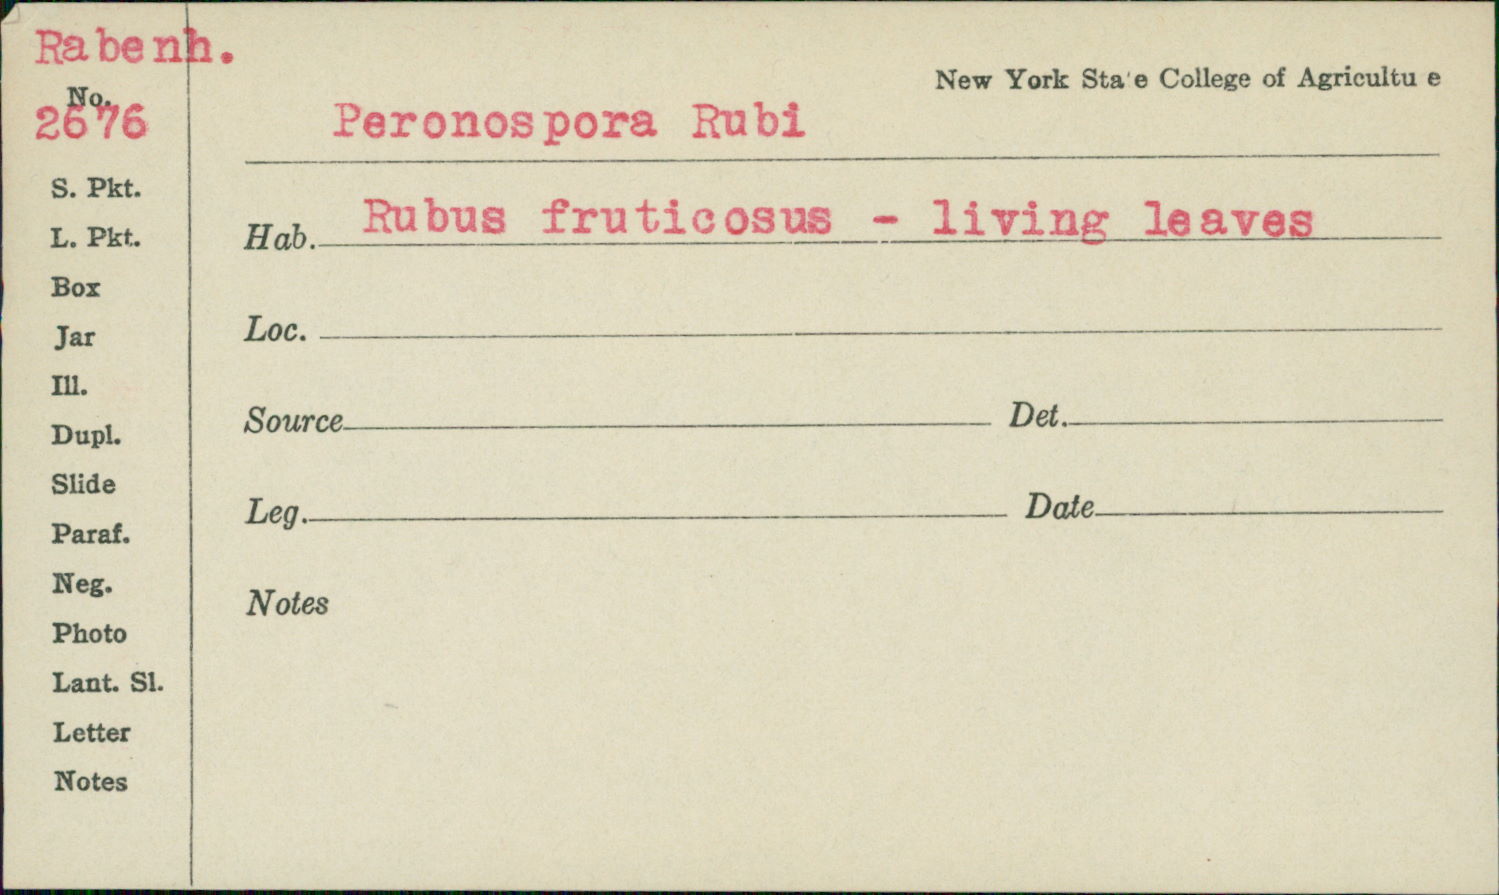 Rabenh.
No.
2676
New York Sta e College of Agricultu e
Peronospora Rubi
S. Pkt.
L. Pkt.
Box
Jar
Ill.
Dupl.
Slide
Paraf.
Neg.
Photo
Lant. Sl.
Letter
Notes
Hab. Rubus fruticosus - living leaves
Loc.
Source Det.
Leg. Date
Notes